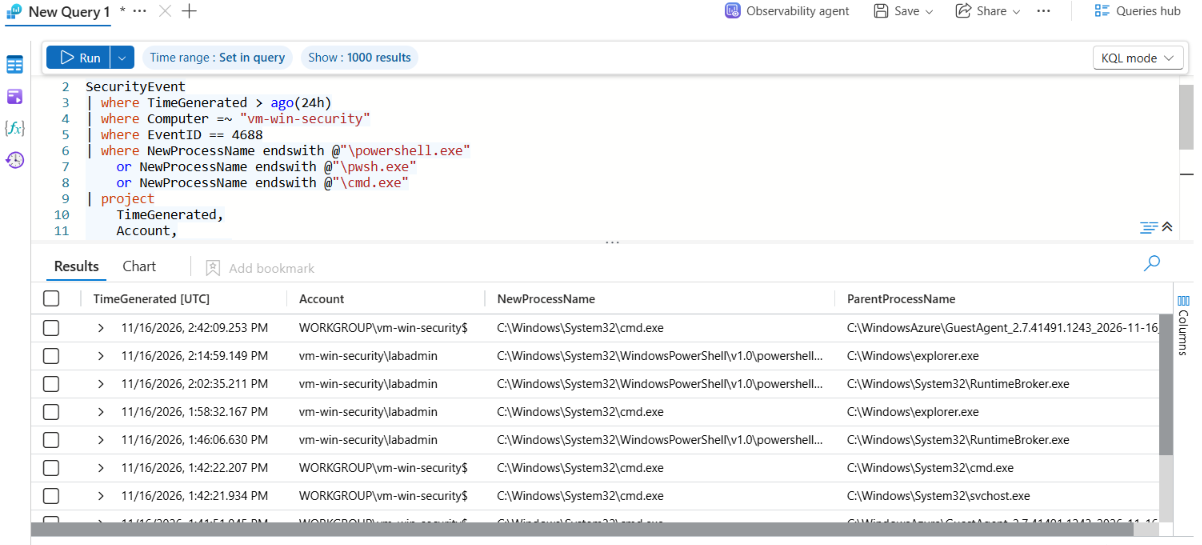 New Query 1 * ...
Observability agent
Save
Share
...
Queries hub
Run
Time range : Set in query
Show : 1000 results
KQL mode
2 SecurityEvent
3 | where TimeGenerated > ago(24h)
4 | where Computer =~ "vm-win-security"
5 | where EventID == 4688
6 | where NewProcessName endswith @"\powershell.exe"
7 or NewProcessName endswith @"\pwsh.exe"
8 or NewProcessName endswith @"\cmd.exe"
9 | project
10 TimeGenerated,
11 Account,
Results
Chart
Add bookmark
TimeGenerated [UTC] Account NewProcessName ParentProcessName
11/16/2026, 2:42:09.253 PM WORKGROUP\vm-win-security$ C:\Windows\System32\cmd.exe C:\WindowsAzure\GuestAgent_2.7.41491.1243_2026-11-16
11/16/2026, 2:14:59.149 PM vm-win-security\labadmin C:\Windows\System32\WindowsPowerShell\v1.0\powershell... C:\Windows\explorer.exe
11/16/2026, 2:02:35.211 PM vm-win-security\labadmin C:\Windows\System32\WindowsPowerShell\v1.0\powershell... C:\Windows\System32\RuntimeBroker.exe
11/16/2026, 1:58:32.167 PM vm-win-security\labadmin C:\Windows\System32\cmd.exe C:\Windows\explorer.exe
11/16/2026, 1:46:06.630 PM vm-win-security\labadmin C:\Windows\System32\WindowsPowerShell\v1.0\powershell... C:\Windows\System32\RuntimeBroker.exe
11/16/2026, 1:42:22.207 PM WORKGROUP\vm-win-security$ C:\Windows\System32\cmd.exe C:\Windows\System32\cmd.exe
11/16/2026, 1:42:21.934 PM WORKGROUP\vm-win-security$ C:\Windows\System32\cmd.exe C:\Windows\System32\svchost.exe
Columns